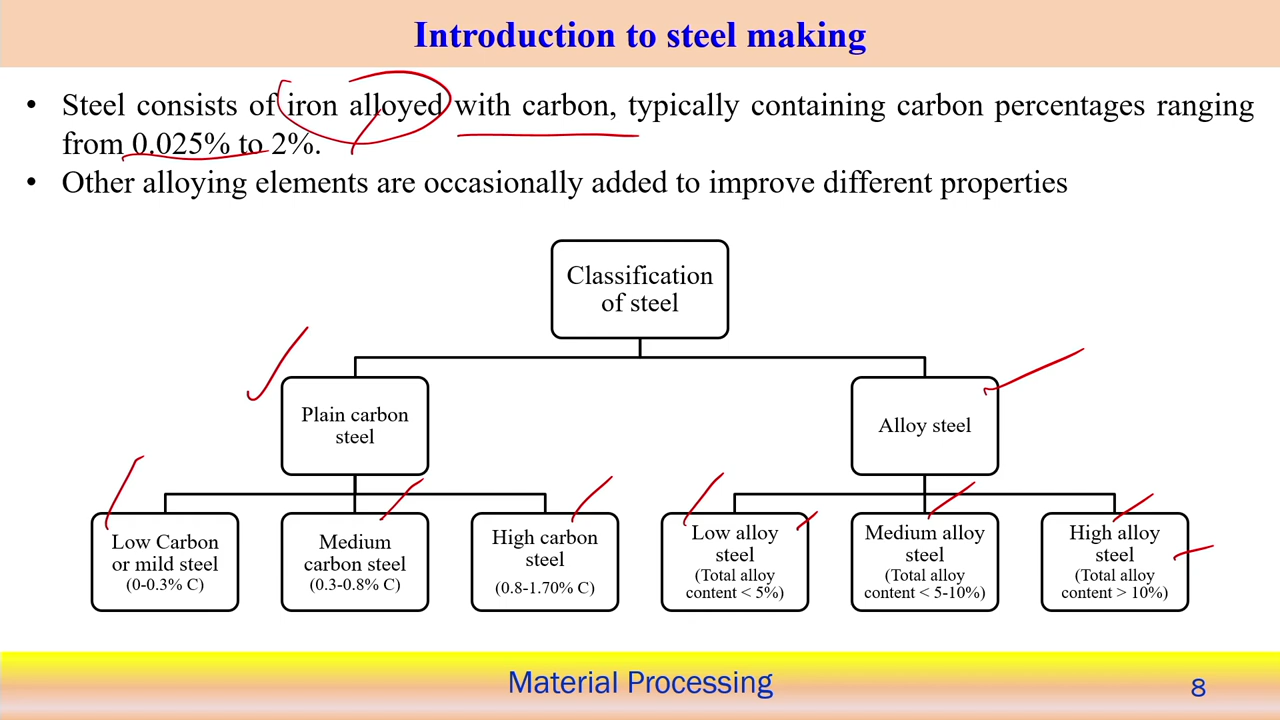 Introduction to steel making
• Steel consists of iron alloyed with carbon, typically containing carbon percentages ranging
from 0.025% to 2%.
• Other alloying elements are occasionally added to improve different properties
Classification
of steel
Plain carbon
steel
Alloy steel
Low Carbon
or mild steel
(0-0.3% C)
Medium
carbon steel
(0.3-0.8% C)
High carbon
steel
(0.8-1.70% C)
Low alloy
steel
(Total alloy
content < 5%)
Medium alloy
steel
(Total alloy
content < 5-10%)
High alloy
steel
(Total alloy
content > 10%)
Material Processing
8